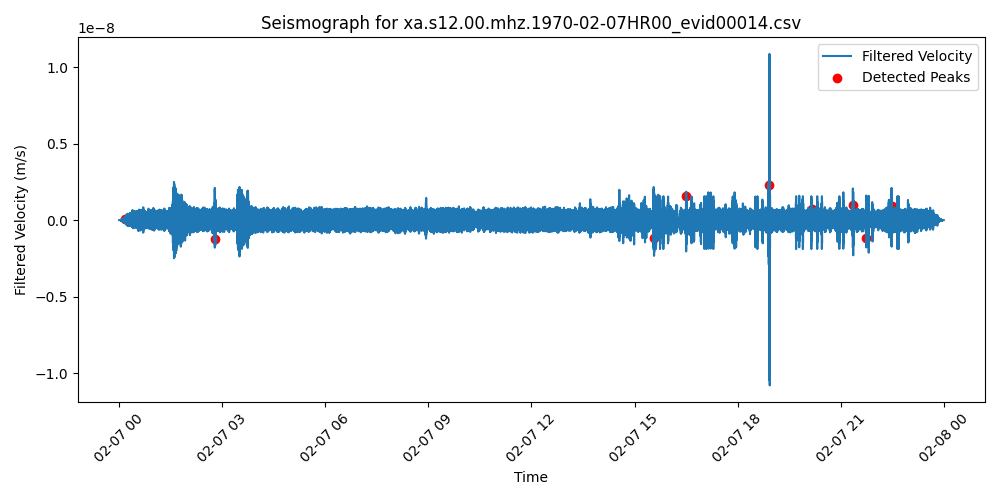 Seismograph for xa.s12.00.mhz.1970-02-07HR00_evid00014.csv
1e−8
Filtered Velocity
Detected Peaks
1.0
0.5
0.0
−0.5
−1.0
Filtered Velocity (m/s)
02-07 00
02-07 03
02-07 06
02-07 09
02-07 12
02-07 15
02-07 18
02-07 21
02-08 00
Time